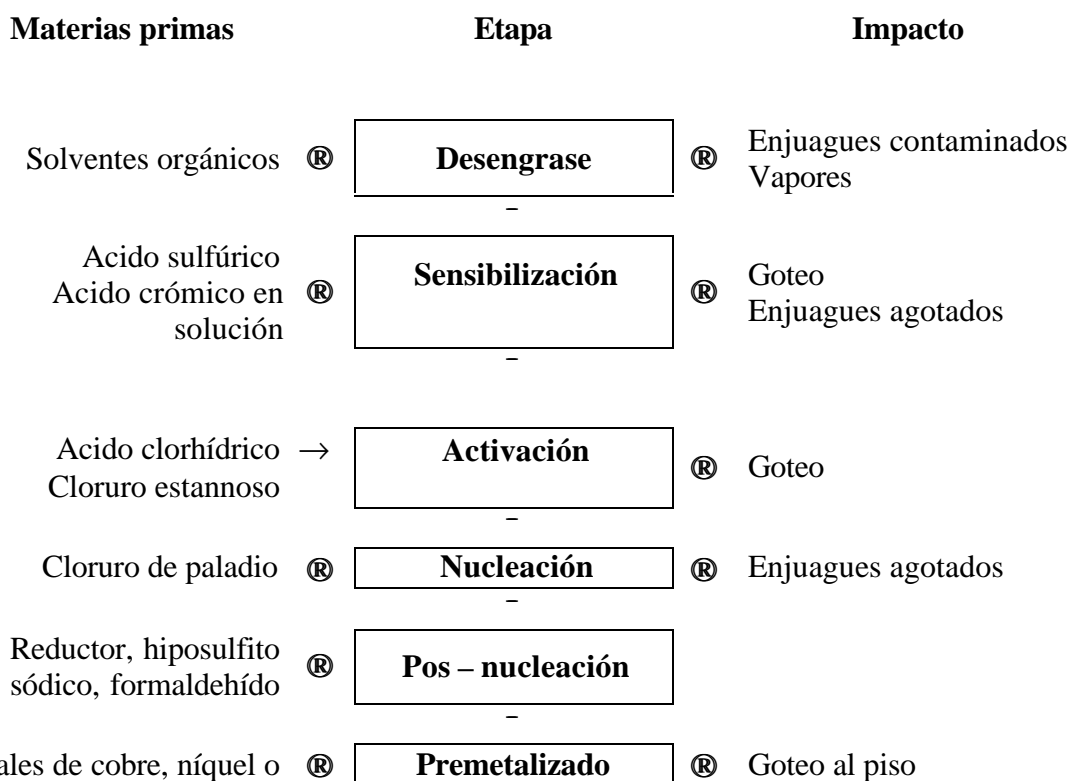 Materias primas Etapa Impacto
Solventes orgánicos ® Desengrase ® Enjuagues contaminados
Vapores
–
Acido sulfúrico
Acido crómico en ® Sensibilización ® Goteo
solución Enjuagues agotados
–
Acido clorhídrico → Activación ® Goteo
Cloruro estannoso
–
Cloruro de paladio ® Nucleación ® Enjuagues agotados
–
Reductor, hiposulfito ® Pos – nucleación
sódico, formaldehído
–
ales de cobre, níquel o ® Premetalizado ® Goteo al piso